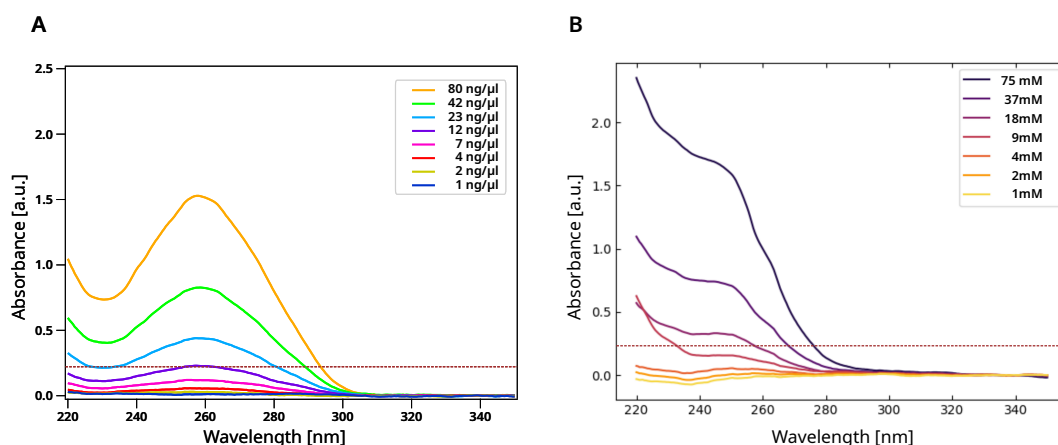 A
B
2.5
2.0
1.5
1.0
0.5
0.0
Absorbance [a.u.]
80 ng/µl
42 ng/µl
23 ng/µl
12 ng/µl
7 ng/µl
4 ng/µl
2 ng/µl
1 ng/µl
220 240 260 280 300 320 340
Wavelength [nm]
2.0
1.5
1.0
0.5
0.0
Absorbance [a.u.]
75 mM
37mM
18mM
9mM
4mM
2mM
1mM
220 240 260 280 300 320 340
Wavelength [nm]